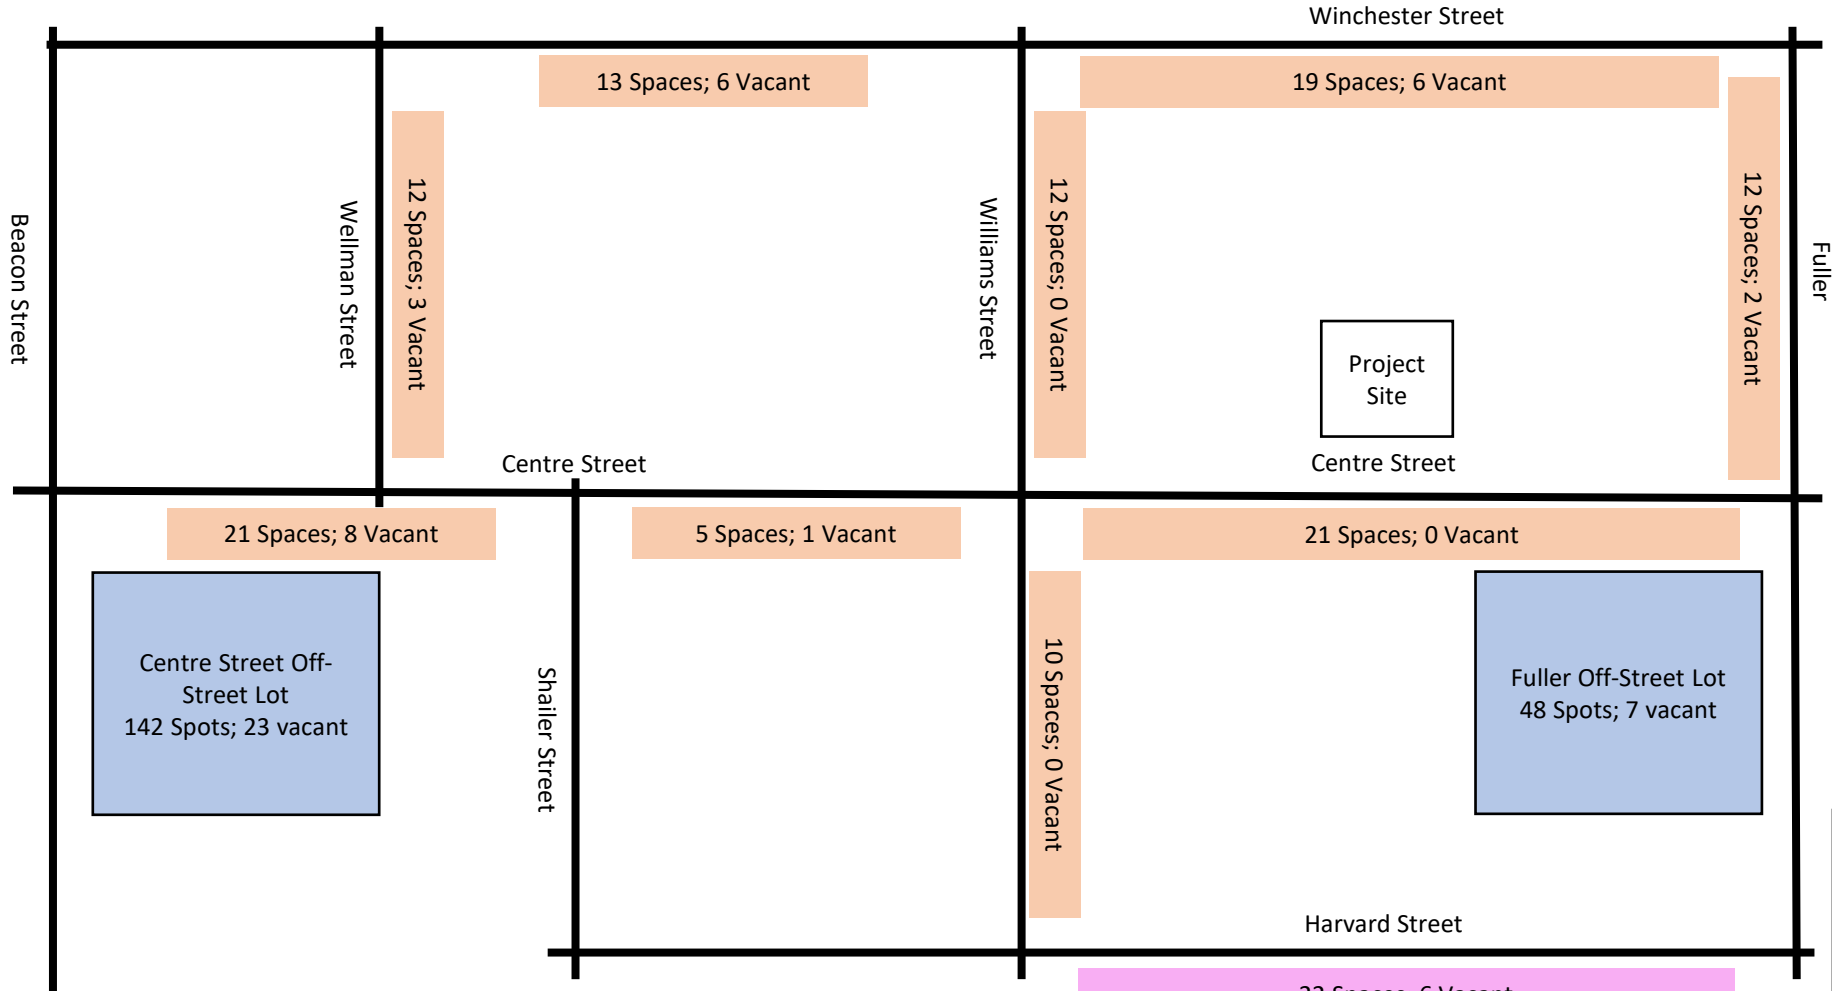 Winchester Street
13 Spaces; 6 Vacant
19 Spaces; 6 Vacant
Beacon Street
Wellman Street
12 Spaces; 3 Vacant
Williams Street
12 Spaces; 0 Vacant
12 Spaces; 2 Vacant
Fuller
Project
Site
Centre Street
Centre Street
21 Spaces; 8 Vacant
5 Spaces; 1 Vacant
21 Spaces; 0 Vacant
Centre Street Off-
Street Lot
142 Spots; 23 vacant
Shailer Street
10 Spaces; 0 Vacant
Fuller Off-Street Lot
48 Spots; 7 vacant
Harvard Street
Spaces, 6 Vacant